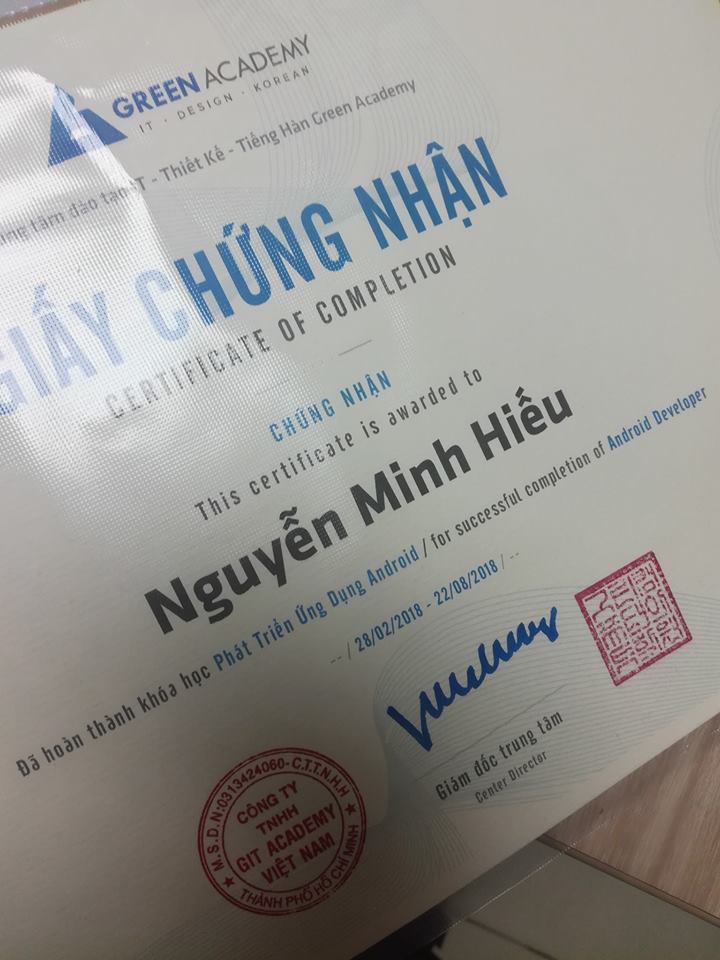 GREEN ACADEMY
IT . DESIGN . KOREAN
tâm đào tạo IT - Thiết Kế - Tiếng Hàn Green Academy
GIẤY CHỨNG NHẬN
CERTIFICATE OF COMPLETION
CHỨNG NHẬN
This certificate is awarded to
Nguyễn Minh Hiếu
Đã hoàn thành khóa học Phát Triển Ứng Dụng Android / for successful completion of Android Developer
-- / 28/02/2018 - 22/08/2018 / --
Giám đốc trung tâm
Center Director
M.S.D.N:0313424060-C.T.T.N.H.H
CÔNG TY
TNHH
GIT ACADEMY
VIỆT NAM
THÀNH PHỐ HỒ CHÍ MINH